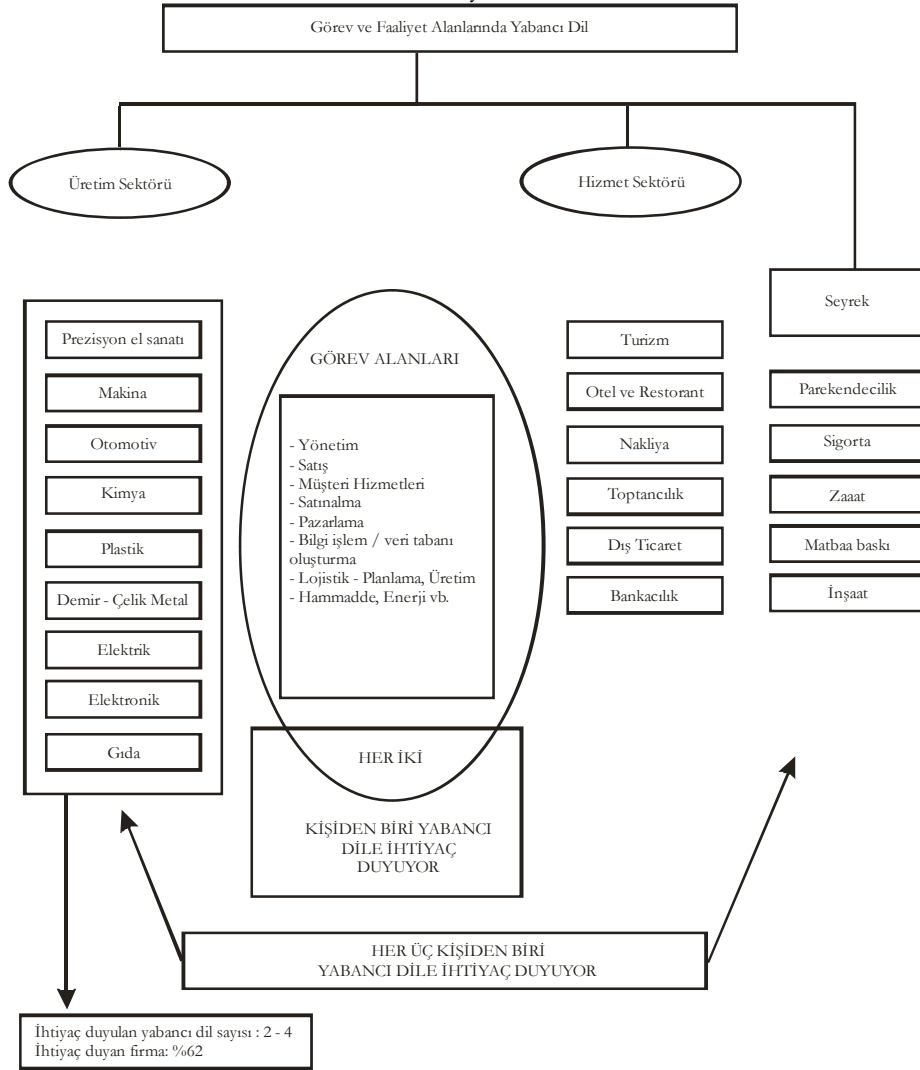 Görev ve Faaliyet Alanlarında Yabancı Dil
Üretim Sektörü
Hizmet Sektörü
Seyrek
Prezisyon el sanatı
Makina
Otomotiv
Kimya
Plastik
Demir - Çelik Metal
Elektrik
Elektronik
Gıda
GÖREV ALANLARI
- Yönetim
- Satış
- Müşteri Hizmetleri
- Satınalma
- Pazarlama
- Bilgi işlem / veri tabanı
oluşturma
- Lojistik - Planlama, Üretim
- Hammadde, Enerji vb.
Turizm
Otel ve Restorant
Nakliya
Toptancılık
Dış Ticaret
Bankacılık
Parekendecilik
Sigorta
Zaaat
Matbaa baskı
İnşaat
HER İKİ
KİŞİDEN BİRİ YABANCI
DİLE İHTİYAÇ
DUYUYOR
HER ÜÇ KİŞİDEN BİRİ
YABANCI DİLE İHTİYAÇ DUYUYOR
İhtiyaç duyulan yabancı dil sayısı : 2 - 4
İhtiyaç duyan firma: %62